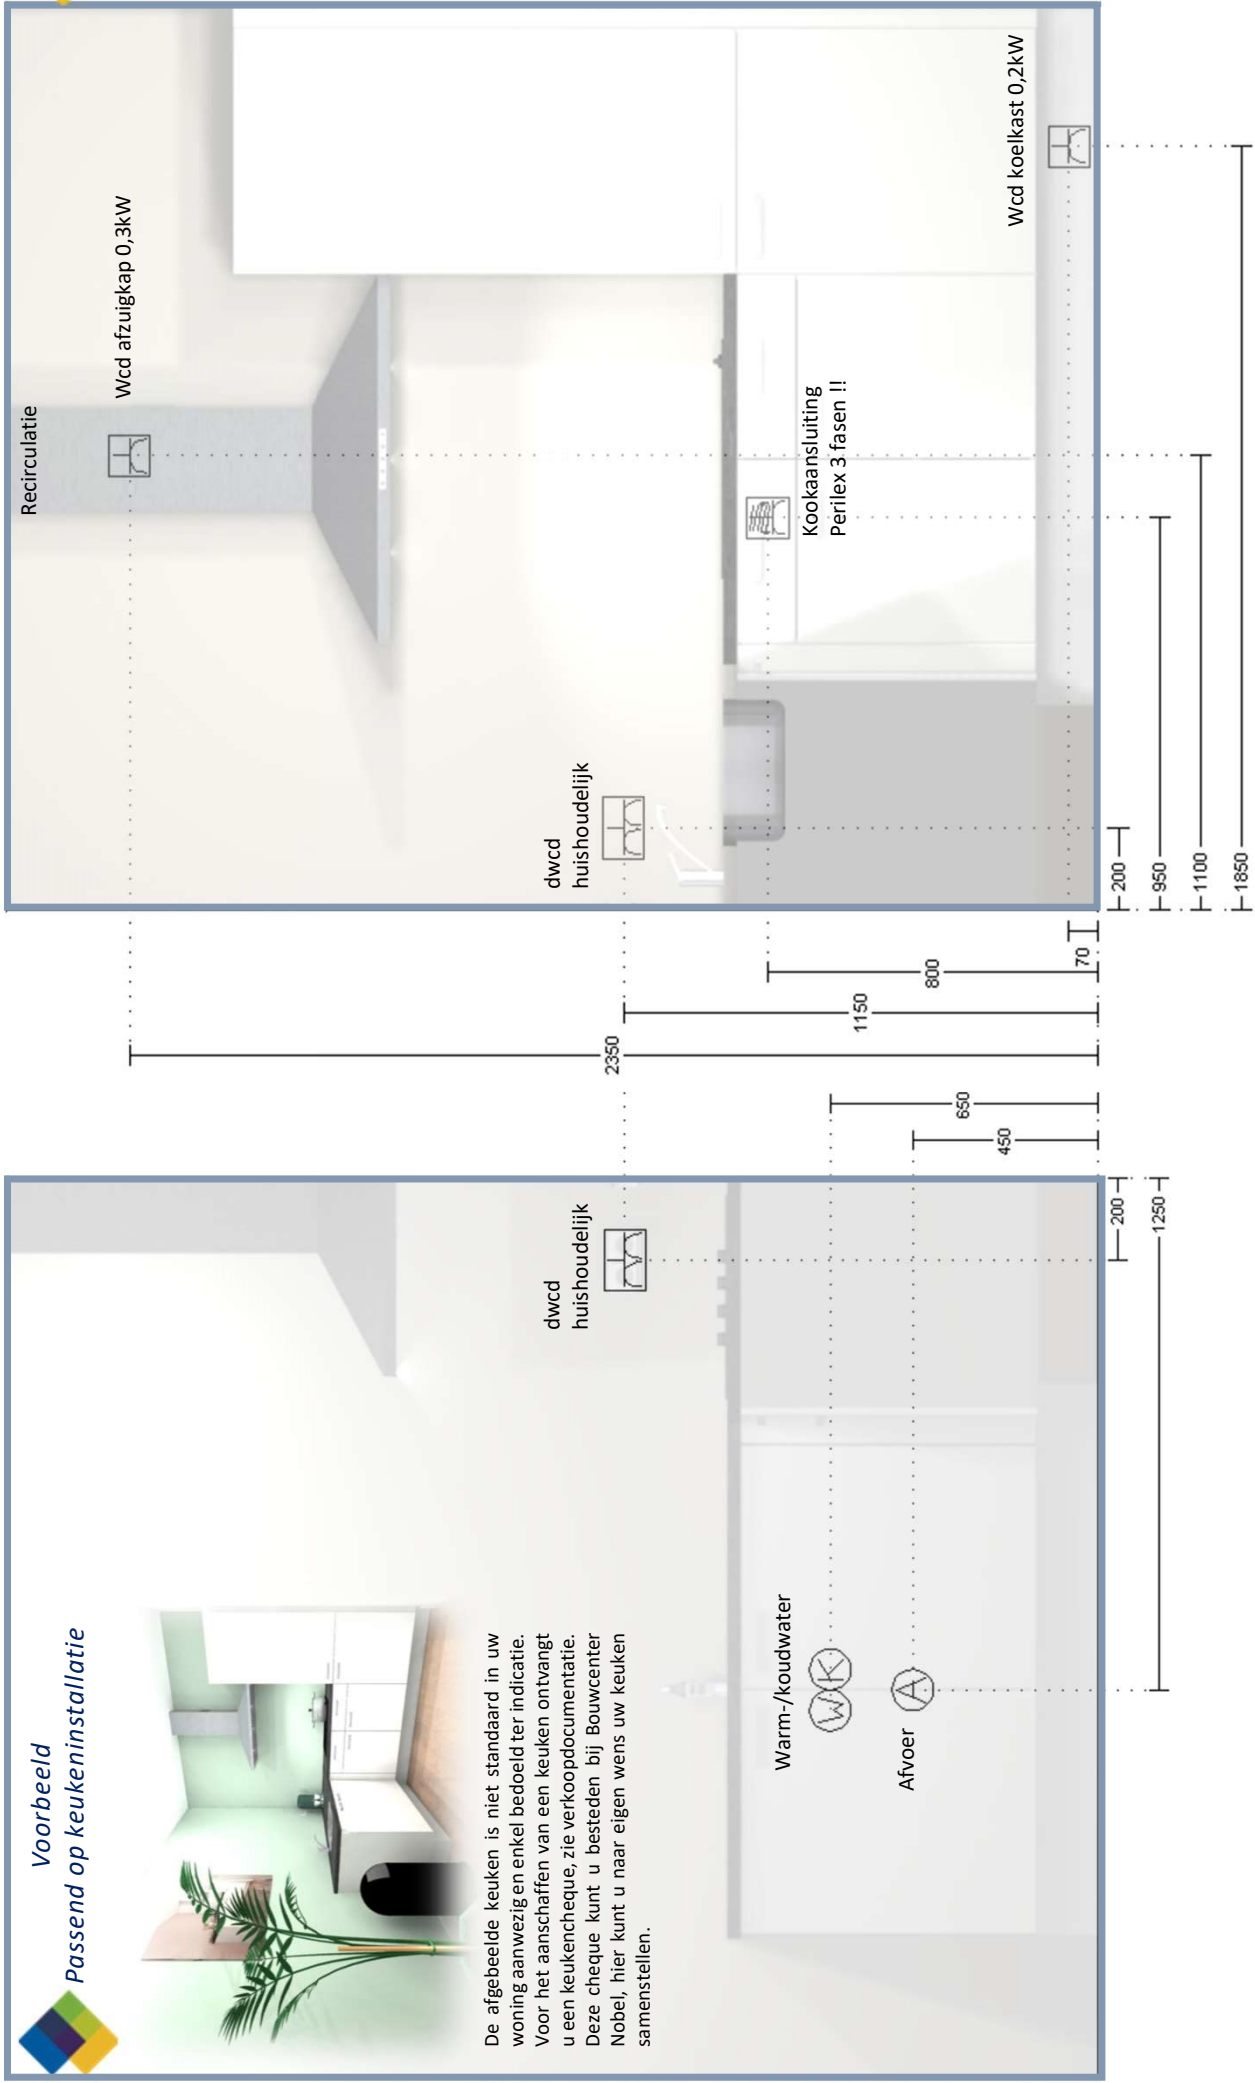 Voorbeeld
Passend op keukeninstallatie
De afgebeelde keuken is niet standaard in uw
woning aanwezig en enkel bedoeld ter indicatie.
Voor het aanschaffen van een keuken ontvangt
u een keukencheque, zie verkoopdocumentatie.
Deze cheque kunt u besteden bij Bouwcenter
Nobel, hier kunt u naar eigen wens uw keuken
samenstellen.
dwcd
huishoudelijk
Warm-/koudwater
W K
Afvoer
A
200
1250
650
450
2350
1150
800
70
Recirculatie
Wcd afzuigkap 0,3kW
dwcd
huishoudelijk
Kookaansluiting
Perilex 3 fasen !!
Wcd koelkast 0,2kW
200
950
1100
1850